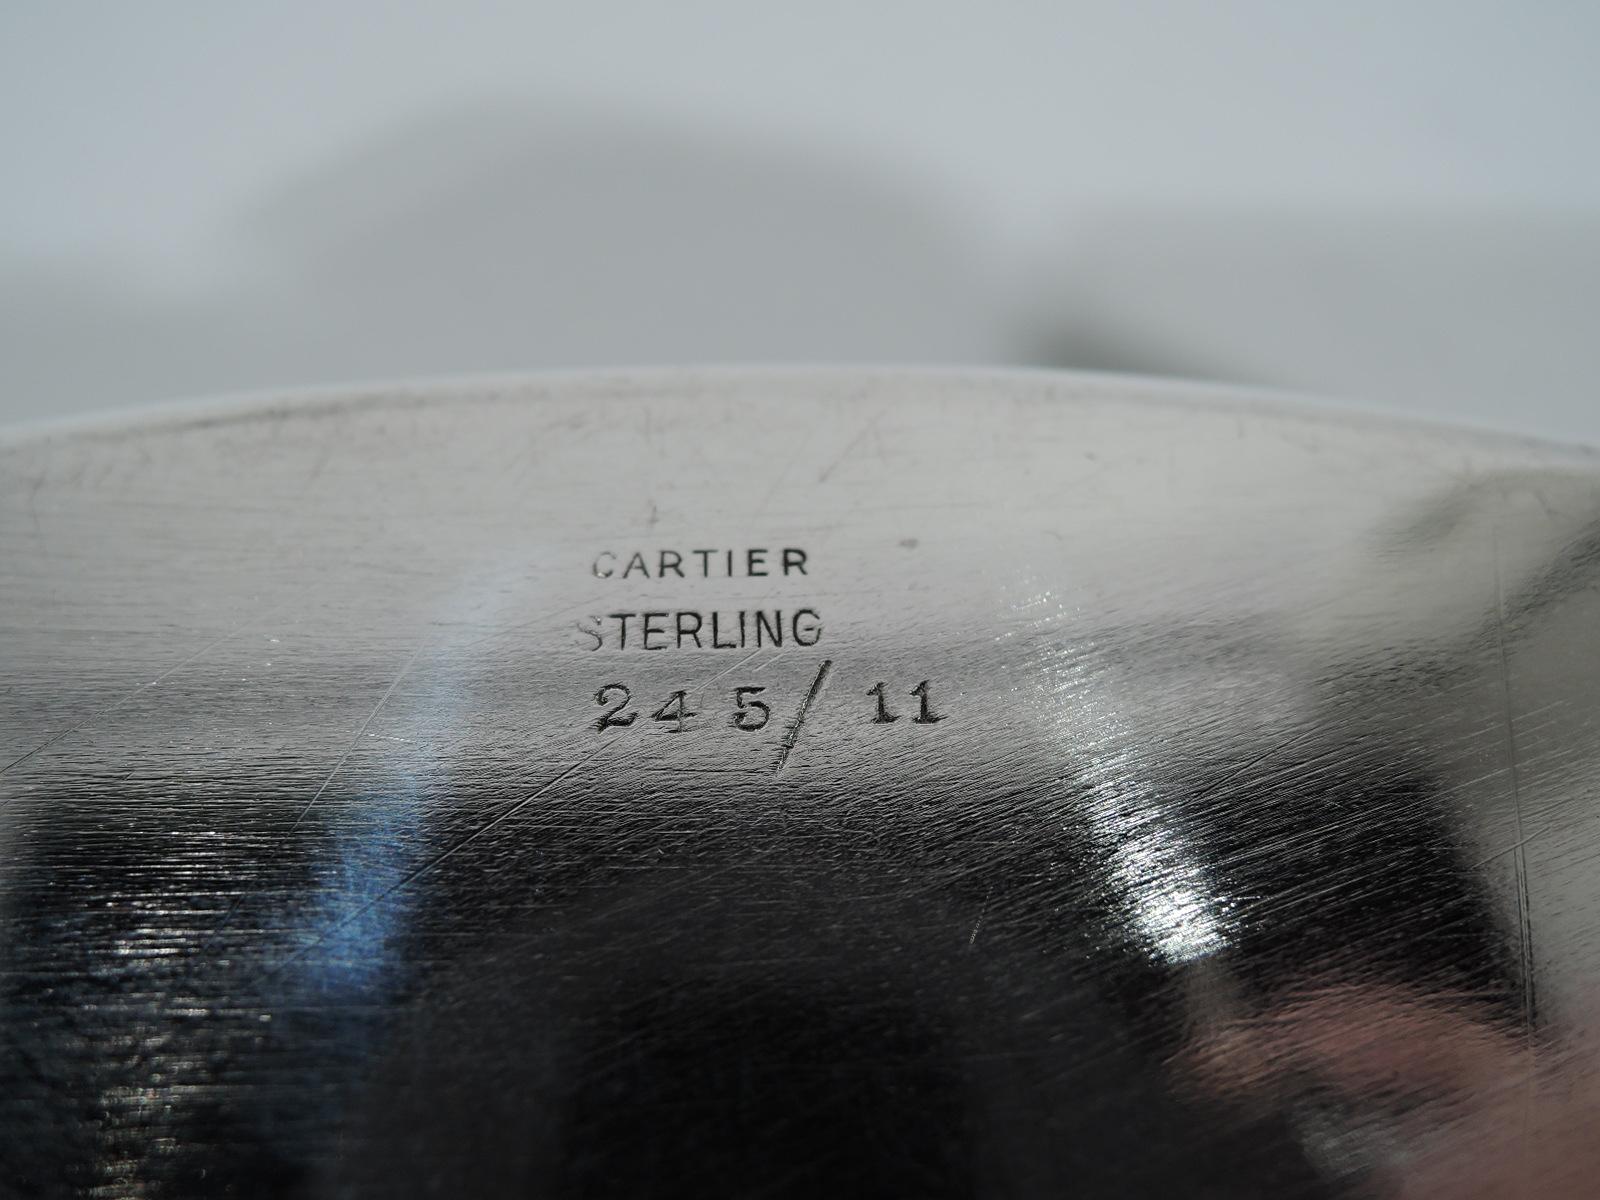 CARTIER
STERLING
245/11